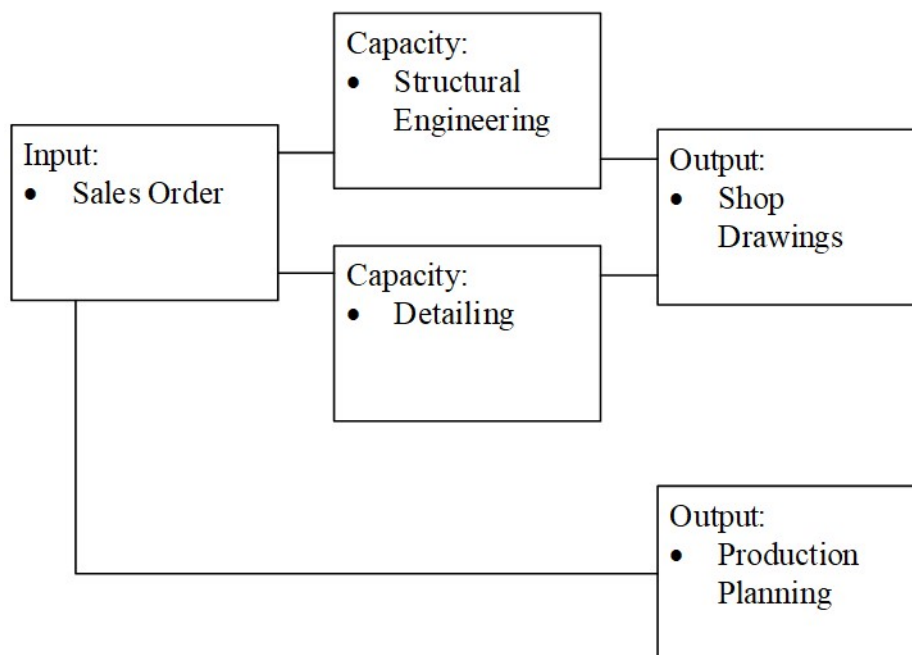 Capacity:
• Structural
Engineering
Input:
• Sales Order
Output:
• Shop
Drawings
Capacity:
• Detailing
Output:
• Production
Planning